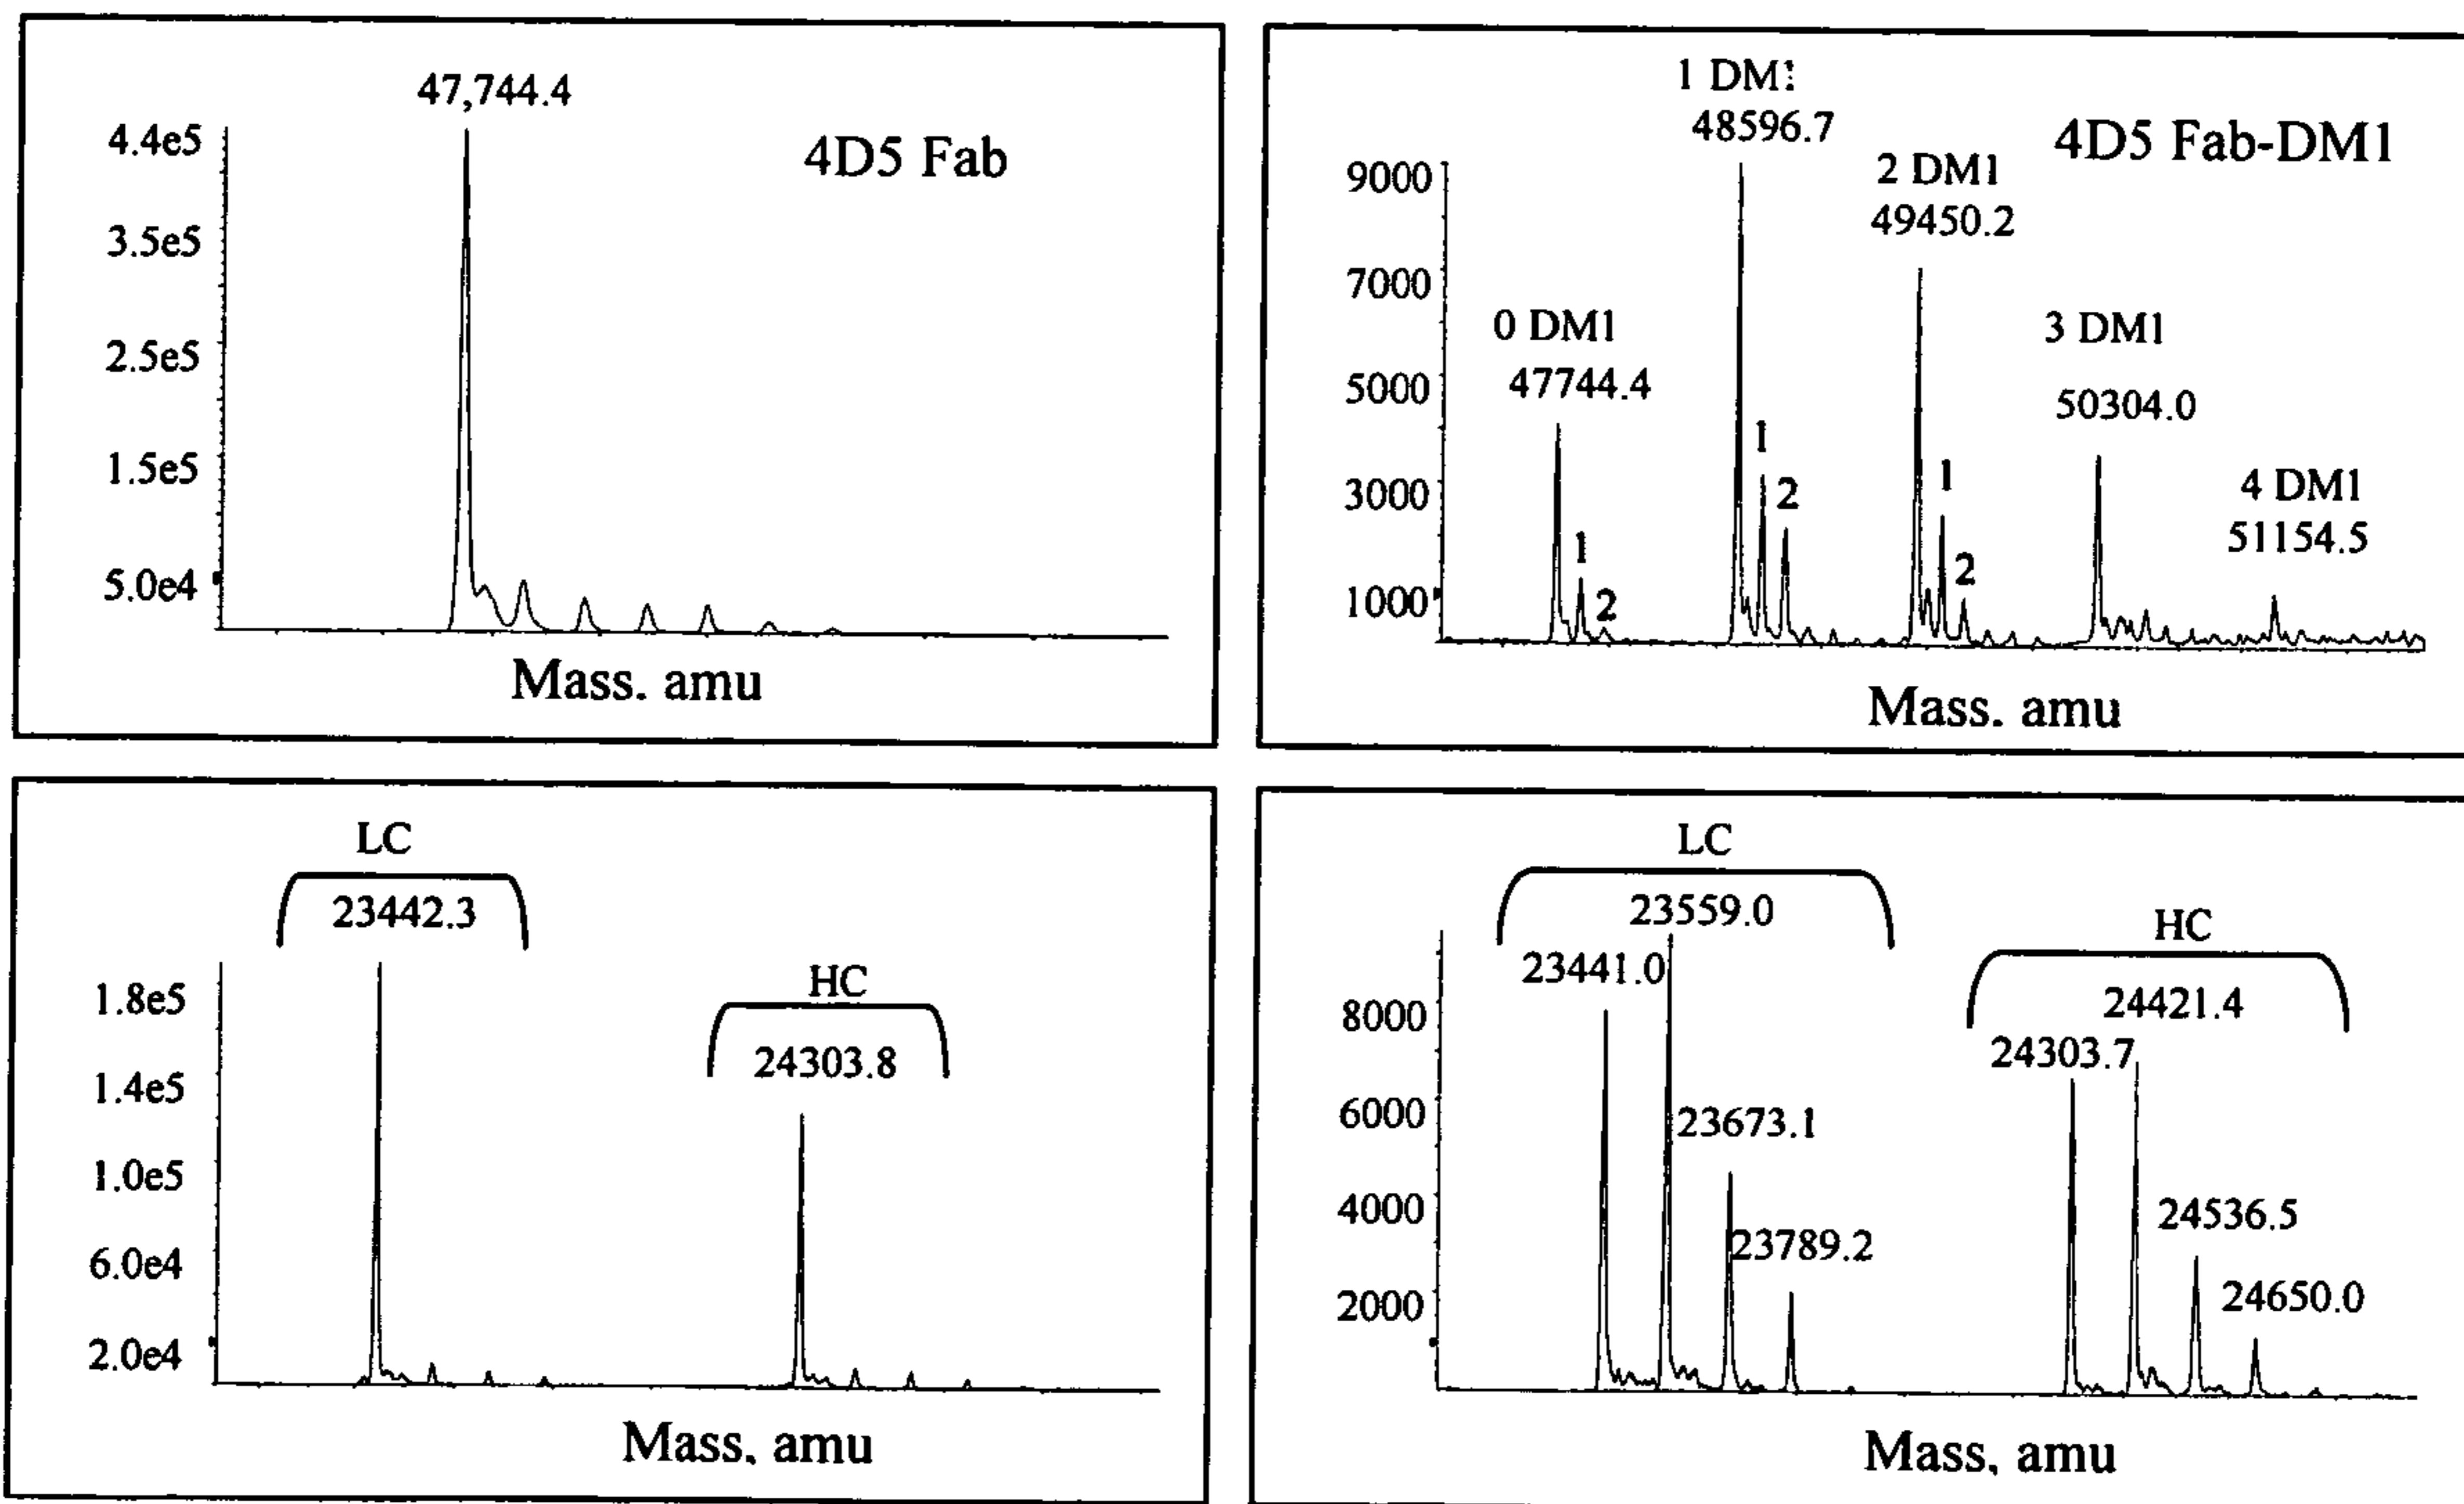 47,744.4
4D5 Fab
4.4e5
3.5e5
2.5e5
1.5e5
5.0e4
Mass. amu
1 DM1
48596.7
4D5 Fab-DM1
2 DM1
49450.2
9000
7000
5000
3000
1000
0 DM1
47744.4
3 DM1
50304.0
4 DM1
51154.5
1
2
1
2
1
2
Mass. amu
LC
23442.3
HC
24303.8
1.8e5
1.4e5
1.0e5
6.0e4
2.0e4
Mass, amu
LC
23559.0
23441.0
HC
24421.4
24303.7
8000
6000
4000
2000
23673.1
23789.2
24536.5
24650.0
Mass, amu